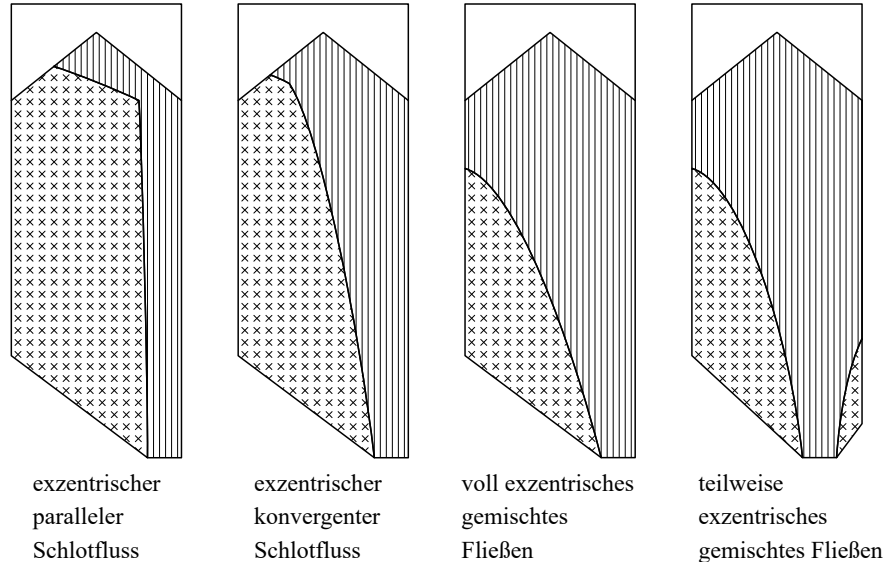 exzentrischer
paralleler
Schlotfluss
exzentrischer
konvergenter
Schlotfluss
voll exzentrisches
gemischtes
Fließen
teilweise
exzentrisches
gemischtes Fließen